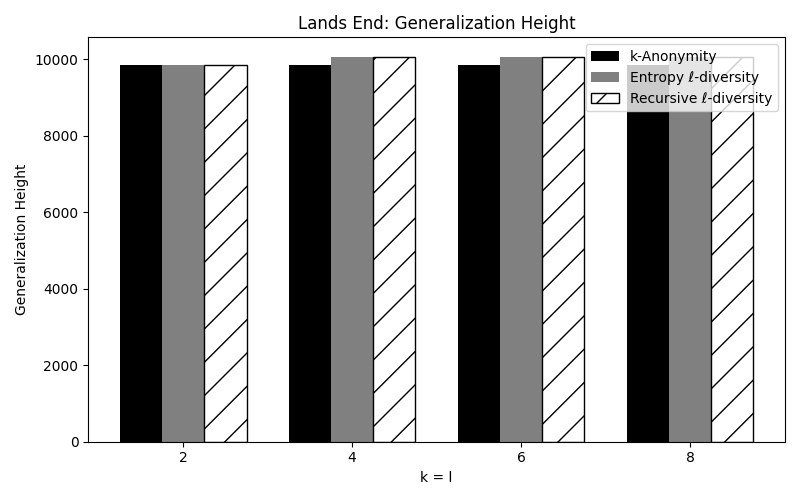 Lands End: Generalization Height
k-Anonymity
Entropy ℓ-diversity
Recursive ℓ-diversity
Generalization Height
10000
8000
6000
4000
2000
0
2 4 6 8
k = l